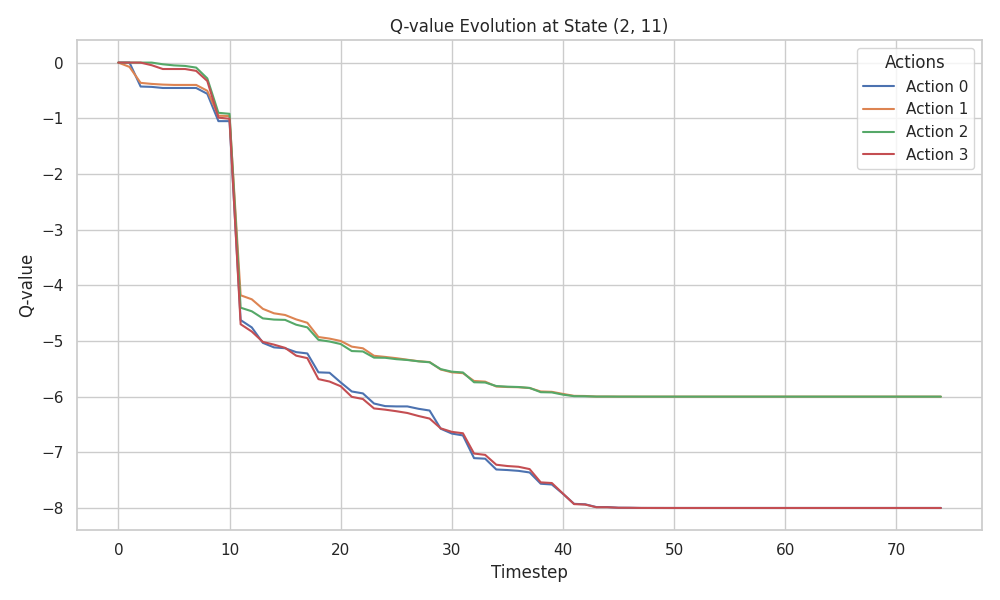 Q-value Evolution at State (2, 11)
Actions
Action 0
Action 1
Action 2
Action 3
Q-value
0
−1
−2
−3
−4
−5
−6
−7
−8
0 10 20 30 40 50 60 70
Timestep